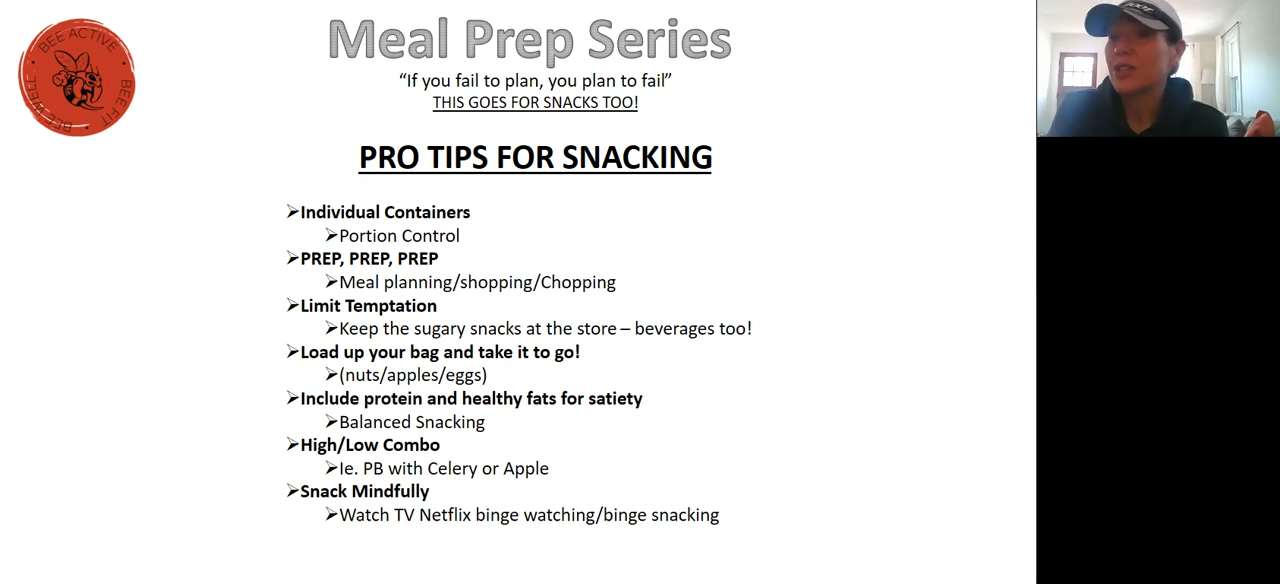 BEE ACTIVE
BEE FIT
Meal Prep Series
“If you fail to plan, you plan to fail”
THIS GOES FOR SNACKS TOO!
PRO TIPS FOR SNACKING
➢Individual Containers
➢Portion Control
➢PREP, PREP, PREP
➢Meal planning/shopping/Chopping
➢Limit Temptation
➢Keep the sugary snacks at the store – beverages too!
➢Load up your bag and take it to go!
➢(nuts/apples/eggs)
➢Include protein and healthy fats for satiety
➢Balanced Snacking
➢High/Low Combo
➢Ie. PB with Celery or Apple
➢Snack Mindfully
➢Watch TV Netflix binge watching/binge snacking